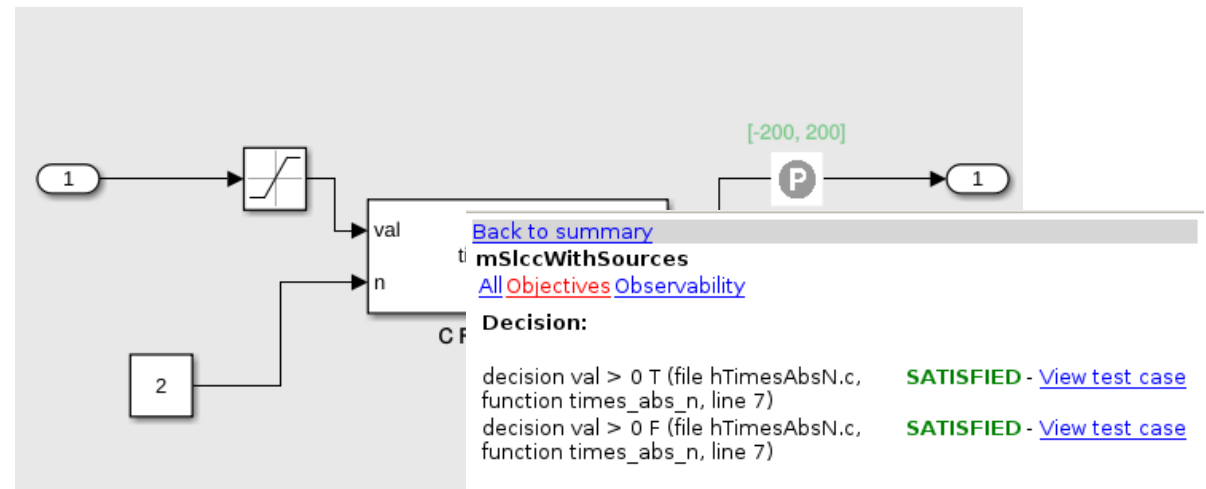 [-200, 200]
1
P
1
val
n
2
Back to summary
mSlccWithSources
All Objectives Observability
Decision:
decision val > 0 T (file hTimesAbsN.c, SATISFIED - View test case
function times_abs_n, line 7)
decision val > 0 F (file hTimesAbsN.c, SATISFIED - View test case
function times_abs_n, line 7)